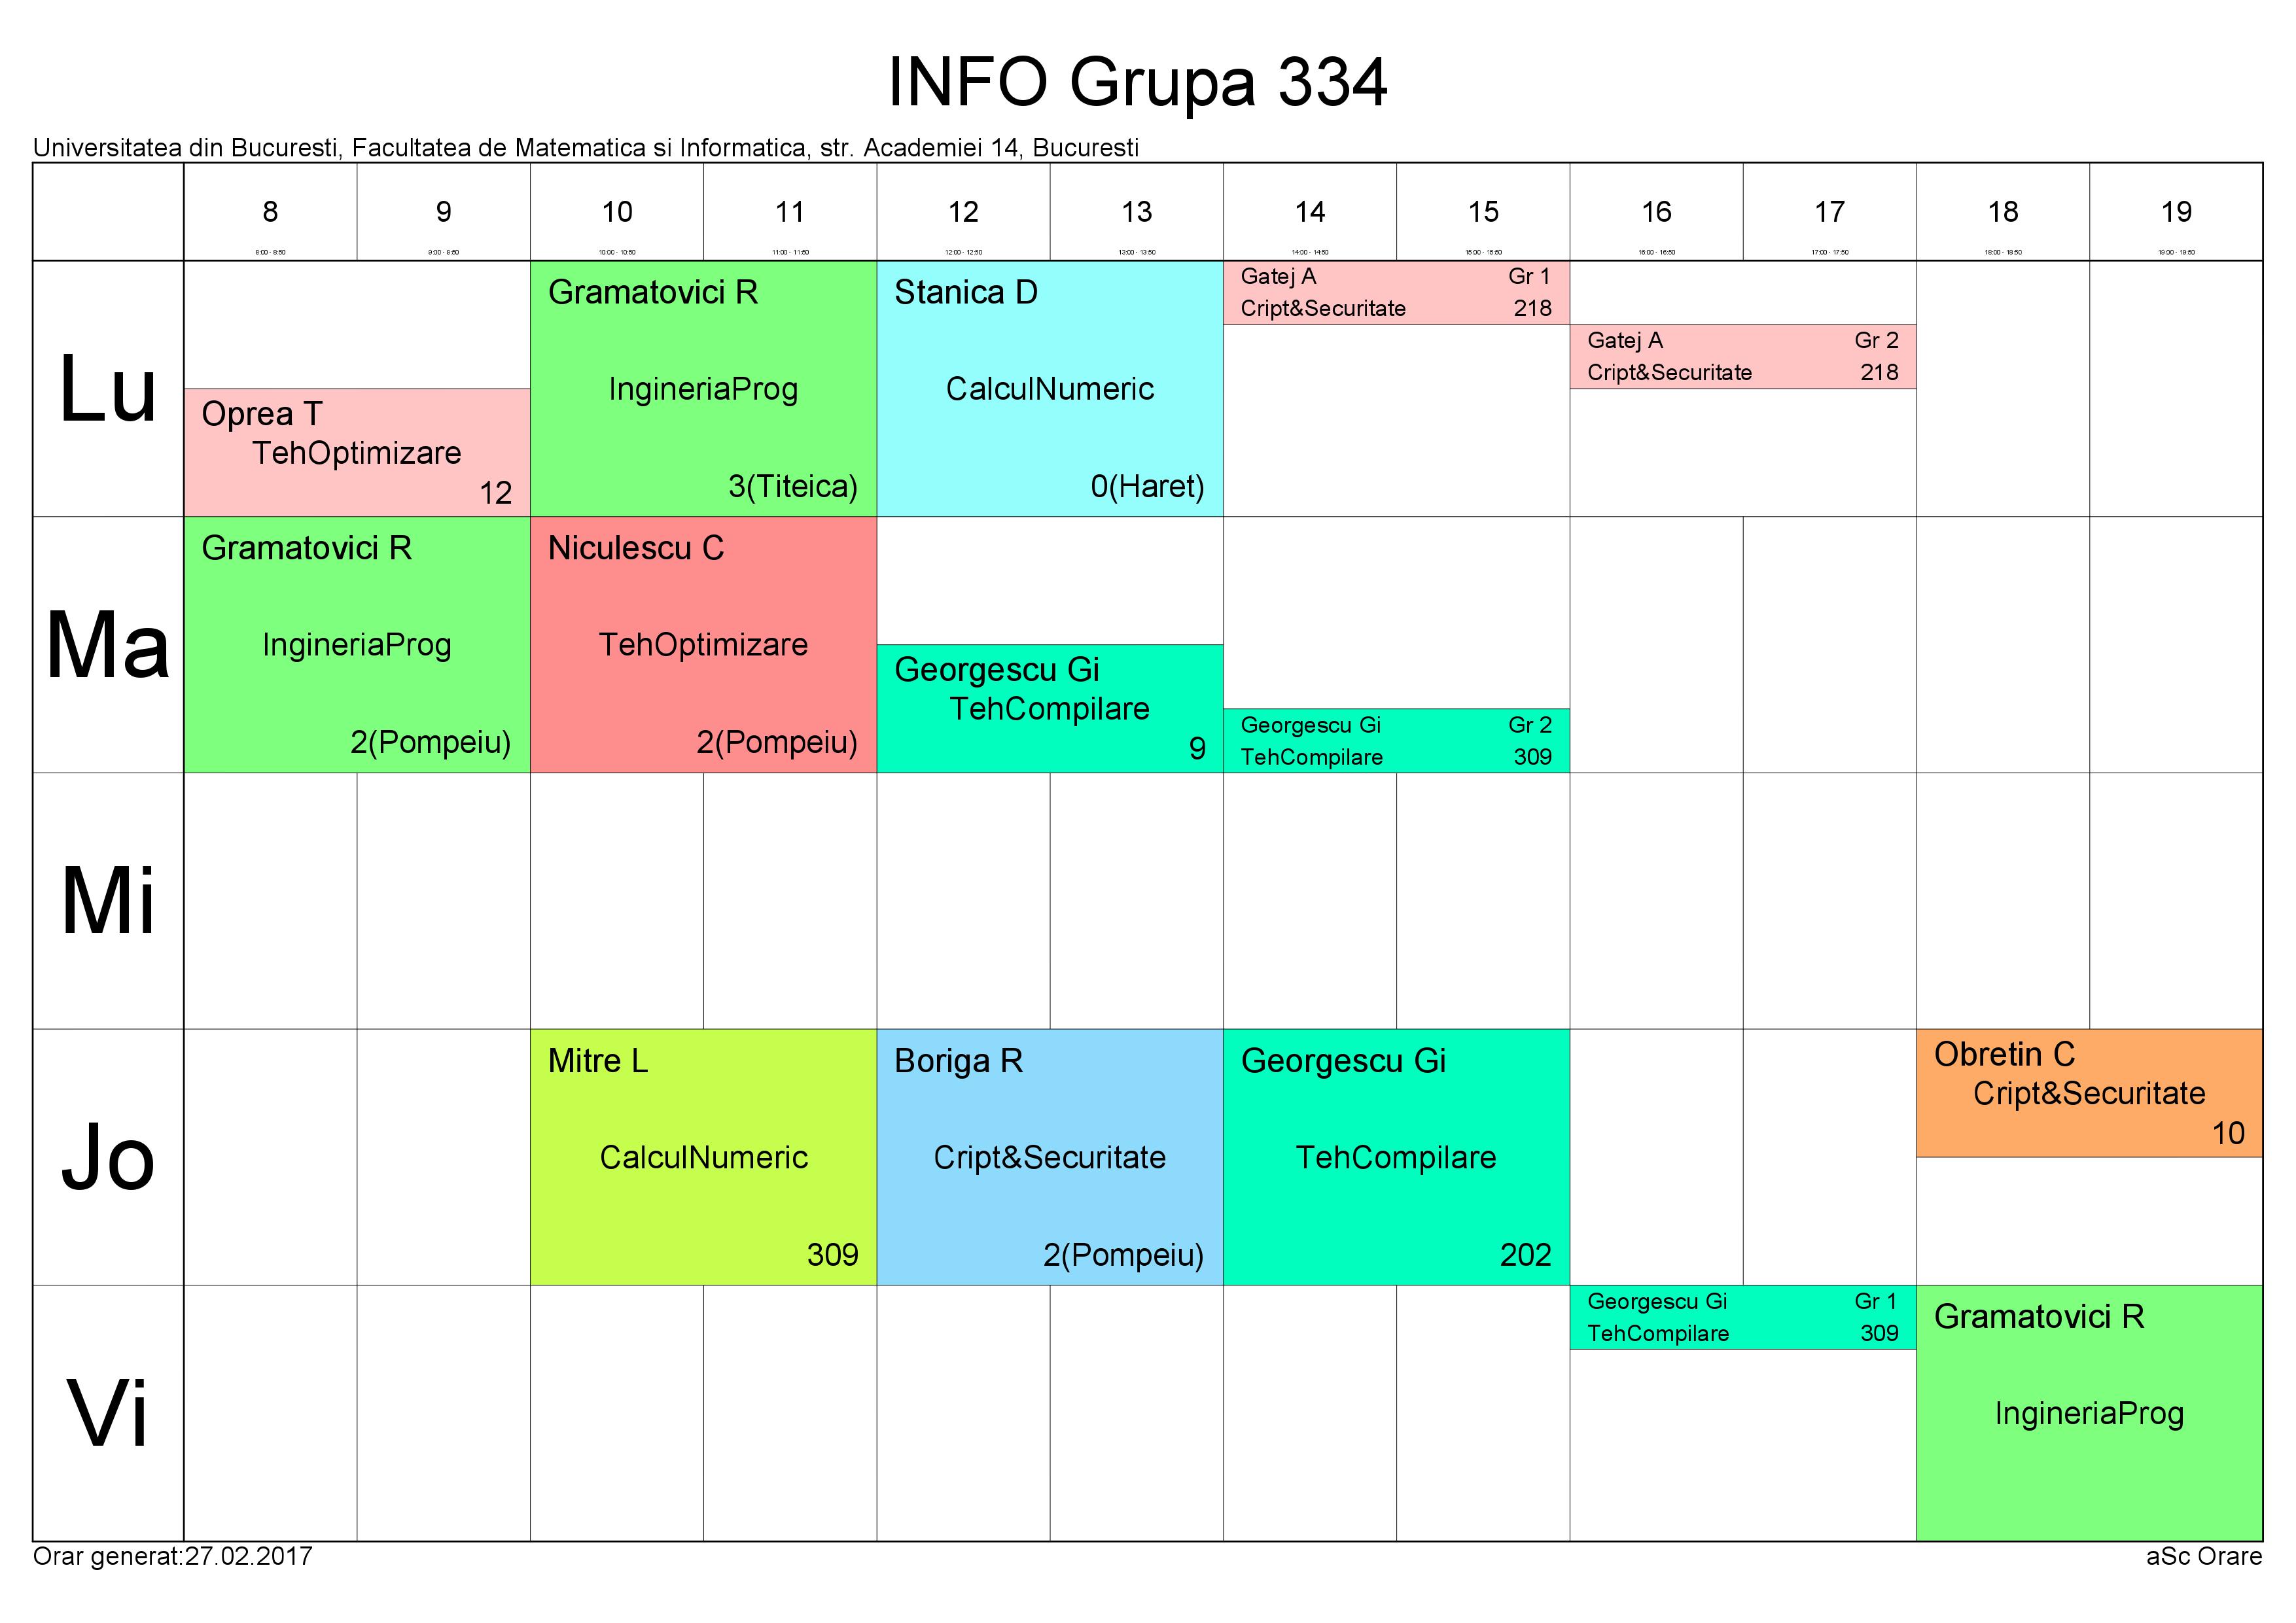 INFO Grupa 334
Universitatea din Bucuresti, Facultatea de Matematica si Informatica, str. Academiei 14, Bucuresti
8 9 10 11 12 13 14 15 16 17 18 19
8:00 - 8:50 9:00 - 9:50 10:00 - 10:50 11:00 - 11:50 12:00 - 12:50 13:00 - 13:50 14:00 - 14:50 15:00 - 15:50 16:00 - 16:50 17:00 - 17:50 18:00 - 18:50 19:00 - 19:50
Lu
Oprea T
TehOptimizare
12
Gramatovici R
IngineriaProg
3(Titeica)
Stanica D
CalculNumeric
0(Haret)
Gatej A Gr 1
Cript&Securitate 218
Gatej A Gr 2
Cript&Securitate 218
Ma
Gramatovici R
IngineriaProg
2(Pompeiu)
Niculescu C
TehOptimizare
2(Pompeiu)
Georgescu Gi
TehCompilare
9
Georgescu Gi Gr 2
TehCompilare 309
Mi
Jo
Mitre L
CalculNumeric
309
Boriga R
Cript&Securitate
2(Pompeiu)
Georgescu Gi
TehCompilare
202
Obretin C
Cript&Securitate
10
Vi
Georgescu Gi Gr 1
TehCompilare 309
Gramatovici R
IngineriaProg
Orar generat:27.02.2017
aSc Orare